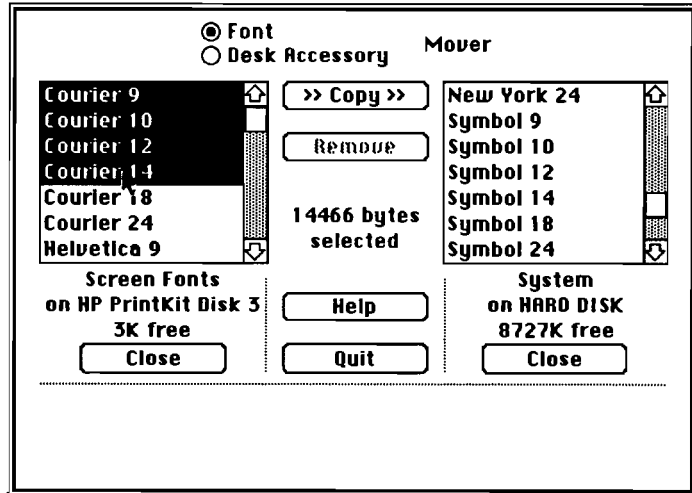 Font
Desk Accessory
Mover
Courier 9
Courier 10
Courier 12
Courier 14
Courier 18
Courier 24
Helvetica 9
>> Copy >>
Remove
14466 bytes
selected
New York 24
Symbol 9
Symbol 10
Symbol 12
Symbol 14
Symbol 18
Symbol 24
Screen Fonts
on HP PrintKit Disk 3
3K free
Close
Help
Quit
System
on HARD DISK
8727K free
Close